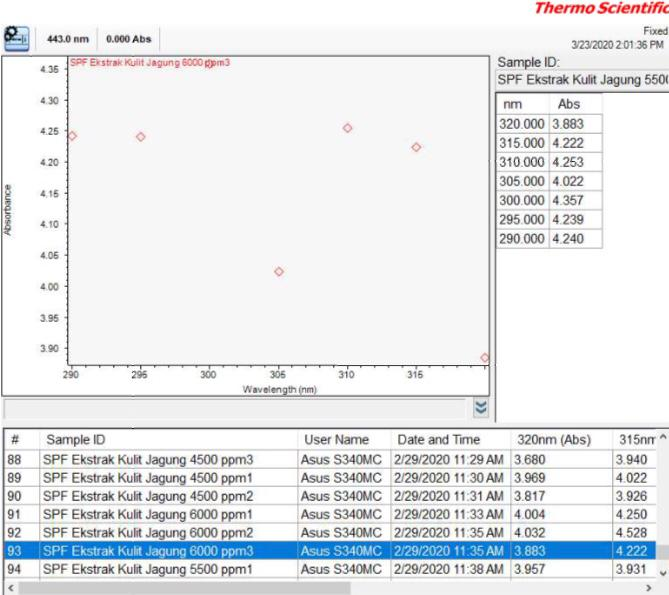 Thermo Scientific
443.0 nm 0.000 Abs
Fixed
3/23/2020 2:01:36 PM
SPF Ekstrak Kulit Jagung 6000 ppm3
4.35
4.30
4.25
4.20
4.15
4.10
4.05
4.00
3.95
3.90
Absorbance
290 295 300 305 310 315
Wavelength (nm)
Sample ID:
SPF Ekstrak Kulit Jagung 550
nm Abs
320.000 3.883
315.000 4.222
310.000 4.253
305.000 4.022
300.000 4.357
295.000 4.239
290.000 4.240
# Sample ID User Name Date and Time 320nm (Abs) 315nm
88 SPF Ekstrak Kulit Jagung 4500 ppm3 Asus S340MC 2/29/2020 11:29 AM 3.680 3.940
89 SPF Ekstrak Kulit Jagung 4500 ppm1 Asus S340MC 2/29/2020 11:30 AM 3.969 4.022
90 SPF Ekstrak Kulit Jagung 4500 ppm2 Asus S340MC 2/29/2020 11:31 AM 3.817 3.926
91 SPF Ekstrak Kulit Jagung 6000 ppm1 Asus S340MC 2/29/2020 11:33 AM 4.004 4.250
92 SPF Ekstrak Kulit Jagung 6000 ppm2 Asus S340MC 2/29/2020 11:35 AM 4.032 4.528
93 SPF Ekstrak Kulit Jagung 6000 ppm3 Asus S340MC 2/29/2020 11:35 AM 3.883 4.222
94 SPF Ekstrak Kulit Jagung 5500 ppm1 Asus S340MC 2/29/2020 11:38 AM 3.957 3.931